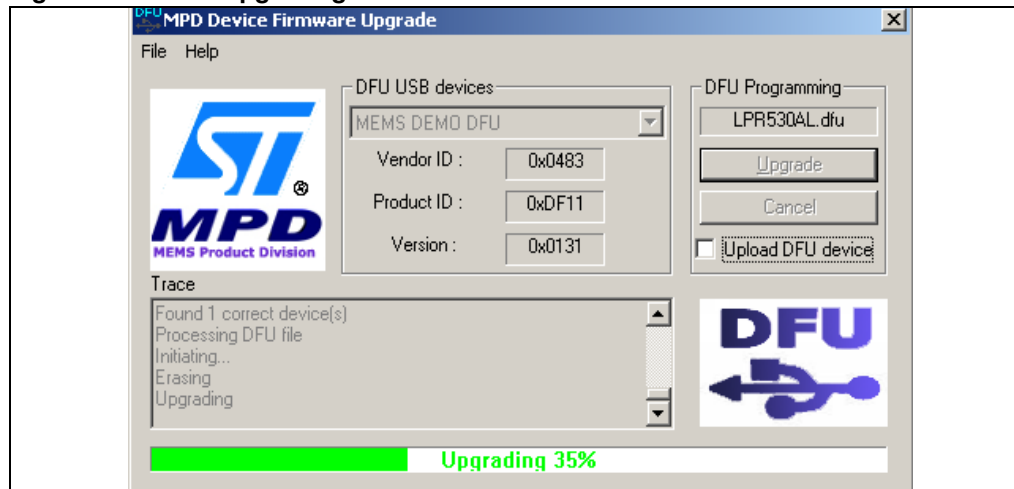 DFU MPD Device Firmware Upgrade
File Help
DFU USB devices
MEMS DEMO DFU
Vendor ID : 0x0483
Product ID : 0xDF11
Version : 0x0131
DFU Programming
LPR530AL.dfu
Upgrade
Cancel
Upload DFU device
ST ®
MPD
MEMS Product Division
Trace
Found 1 correct device(s)
Processing DFU file
Initiating...
Erasing
Upgrading
DFU
Upgrading 35%